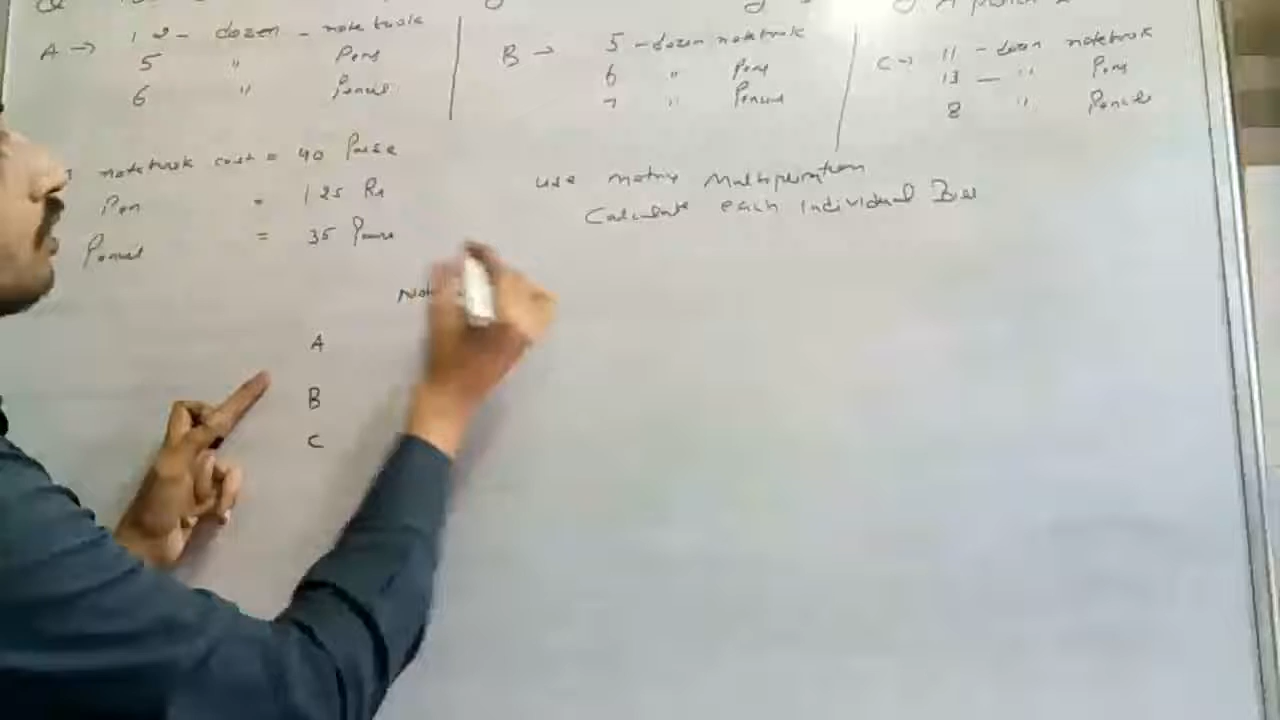 A → 12 - dozen - notebook
5 " Pens
6 " Pencil
B → 5 - dozen notebook
6 " Pens
7 " Pencil
C → 11 - dozen notebook
13 — " Pens
8 " Pencils
notebook cost = 40 Paise
Pen = 1.25 Rs
Pencil = 35 Paise
use matrix Multiplication
Calculate each individual Bill
A
B
C